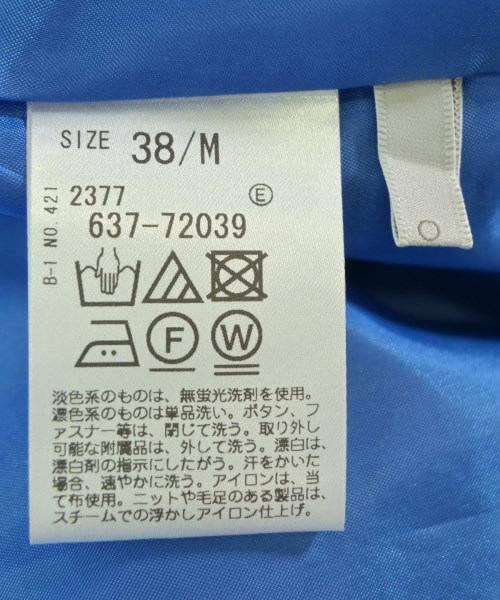 SIZE 38/M
B-1 NO.421
2377 E
637-72039
F W
淡色系のものは、無蛍光洗剤を使用。
濃色系のものは単品洗い。ボタン、フ
ァスナー等は、閉じて洗う。取り外し
可能な附属品は、外して洗う。漂白は、
漂白剤の指示にしたがう。汗をかいた
場合、速やかに洗う。アイロンは、当
て布使用。ニットや毛足のある製品は、
スチームでの浮かしアイロン仕上げ。